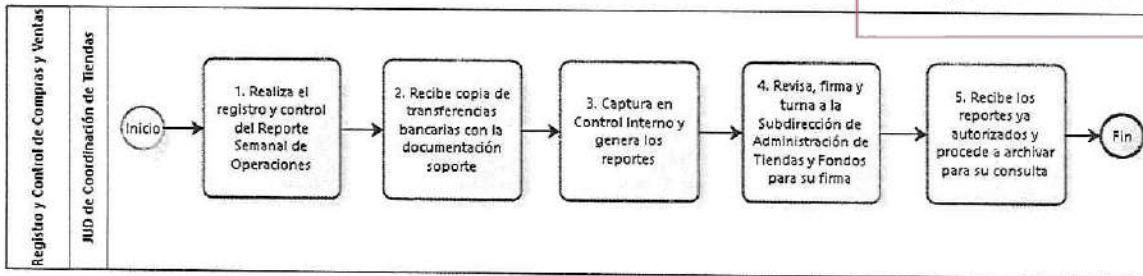 Registro y Control de Compras y Ventas
JUD de Coordinación de Tiendas
Inicio
1. Realiza el
registro y control
del Reporte
Semanal de
Operaciones
2. Recibe copia de
transferencias
bancarias con la
documentación
soporte
3. Captura en
Control Interno y
genera los
reportes
4. Revisa, firma y
turna a la
Subdirección de
Administración de
Tiendas y Fondos
para su firma
5. Recibe los
reportes ya
autorizados y
procede a archivar
para su consulta
Fin